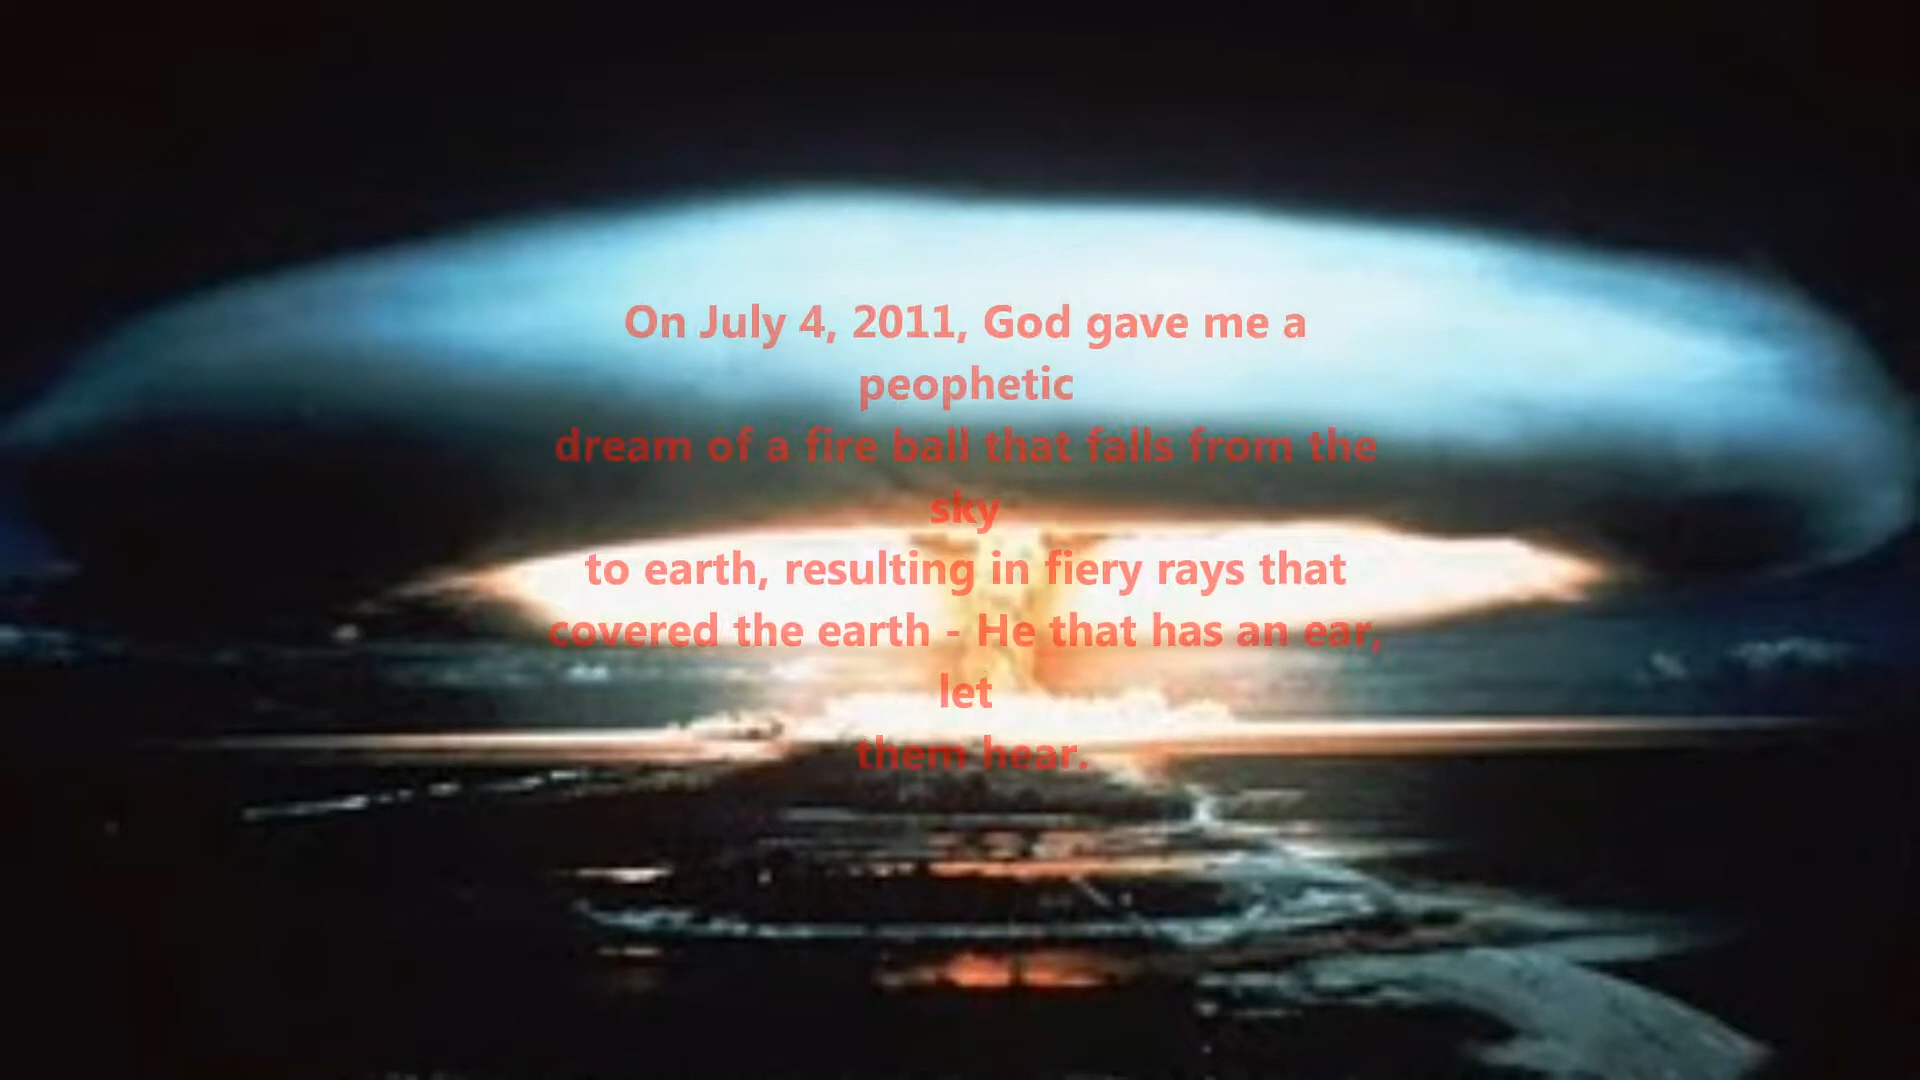 On July 4, 2011, God gave me a
peophetic
dream of a fire ball that falls from the
sky
to earth, resulting in fiery rays that
covered the earth - He that has an ear,
let
them hear.